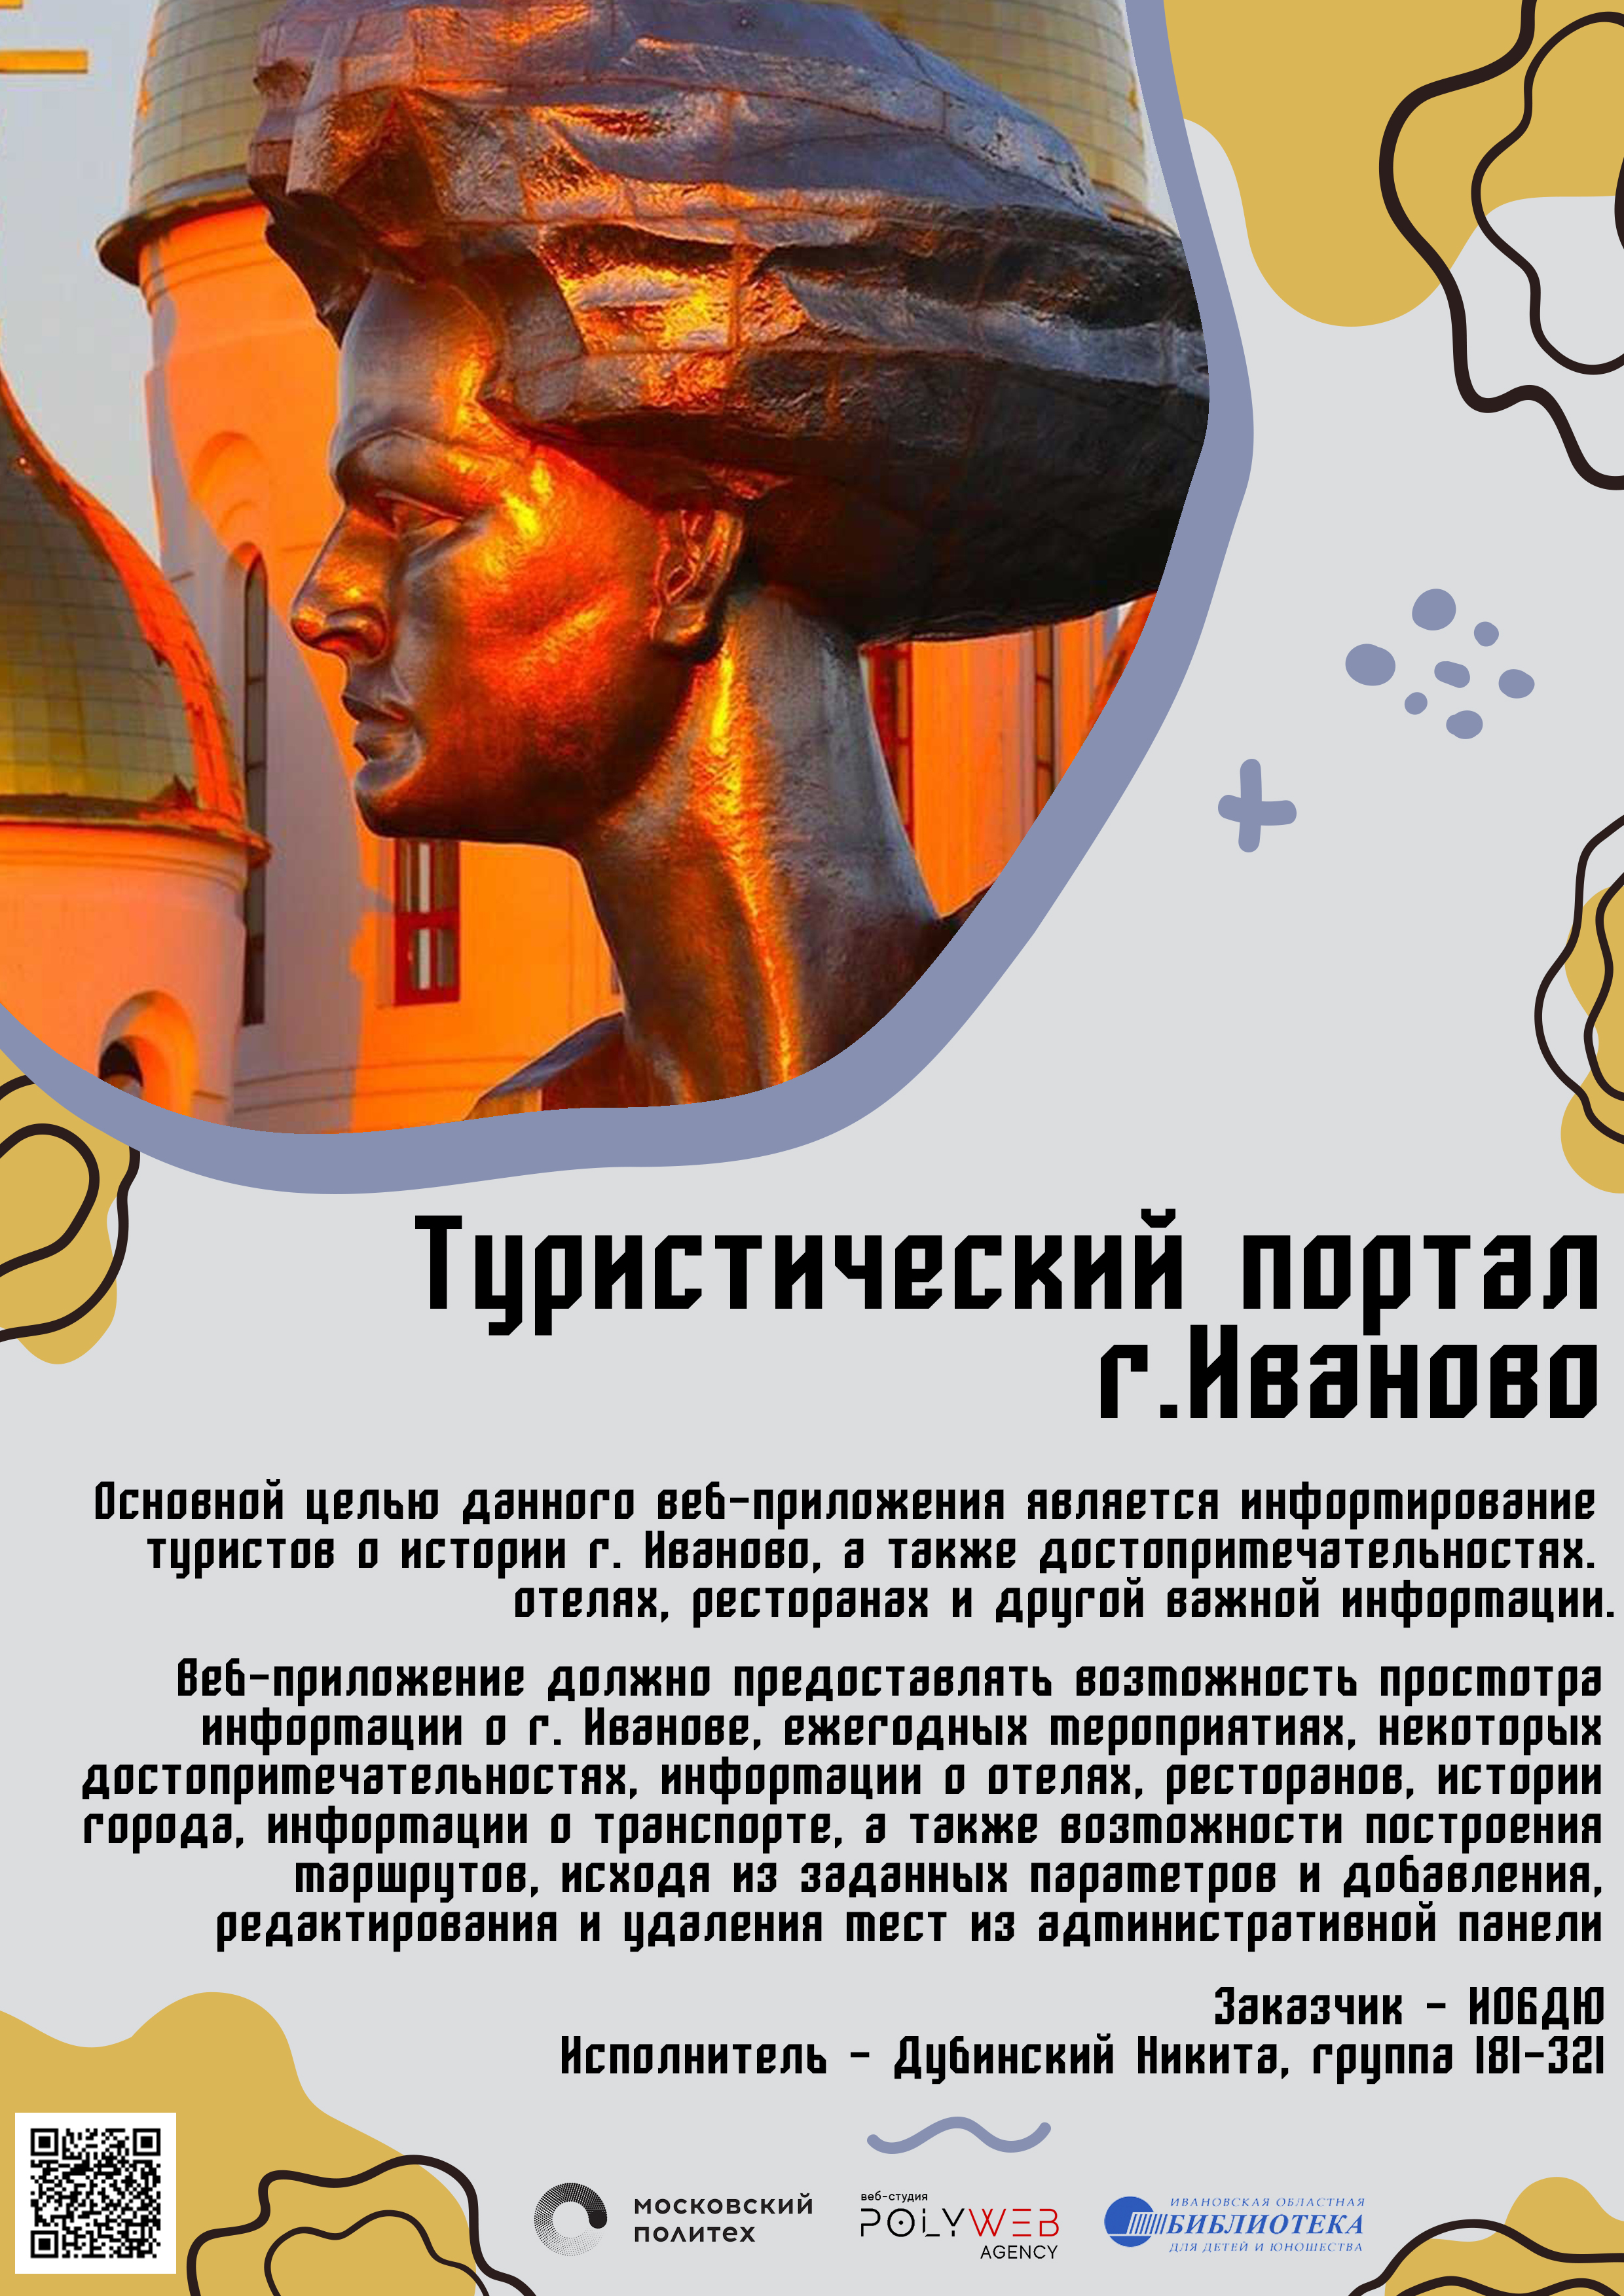 Туристический портал
г.Иваново
Основной целью данного веб-приложения является информирование
туристов о истории г. Иваново, а также достопримечательностях.
отелях, ресторанах и другой важной информации.
Веб-приложение должно предоставлять возможность просмотра
информации о г. Иванове, ежегодных мероприятиях, некоторых
достопримечательностях, информации о отелях, ресторанов, истории
города, информации о транспорте, а также возможности построения
маршрутов, исходя из заданных параметров и добавления,
редактирования и удаления мест из административной панели
Заказчик - ИОБДЮ
Исполнитель - Дубинский Никита, группа 181-321
московский
политех
веб-студия
POLYWEB
AGENCY
ИВАНОВСКАЯ ОБЛАСТНАЯ
БИБЛИОТЕКА
ДЛЯ ДЕТЕЙ И ЮНОШЕСТВА